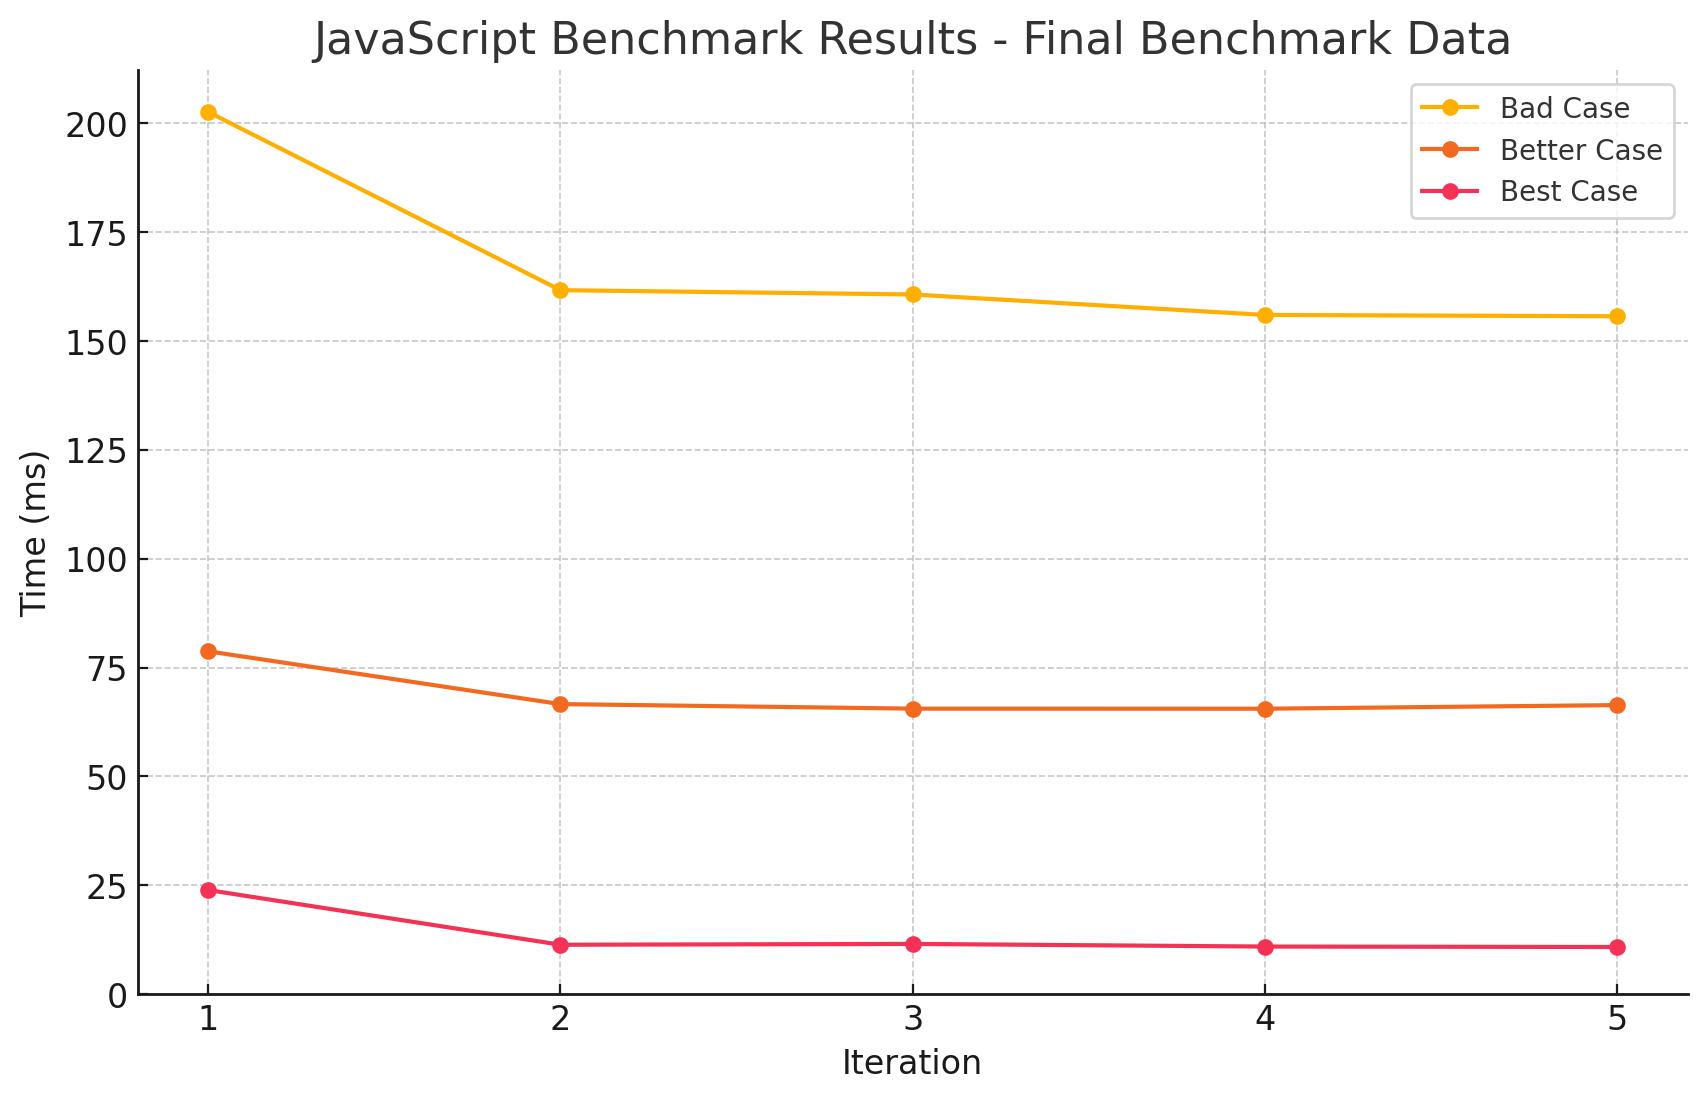 JavaScript Benchmark Results - Final Benchmark Data
Bad Case
Better Case
Best Case
Time (ms)
200
175
150
125
100
75
50
25
0
1 2 3 4 5
Iteration